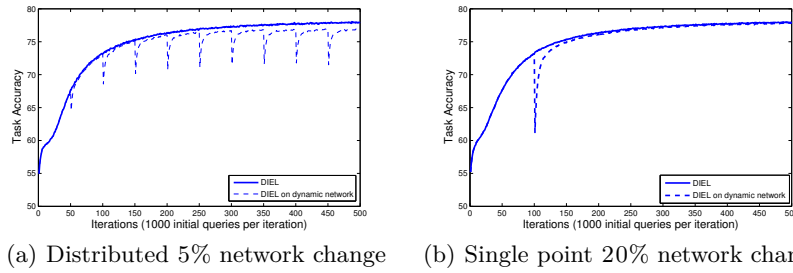 80
75
70
65
60
55
50
Task Accuracy
0 50 100 150 200 250 300 350 400 450 500
Iterations (1000 initial queries per iteration)
DIEL
DIEL on dynamic network
(a) Distributed 5% network change
80
75
70
65
60
55
50
Task Accuracy
0 50 100 150 200 250 300 350 400 450 500
Iterations (1000 initial queries per iteration)
DIEL
DIEL on dynamic network
(b) Single point 20% network chan